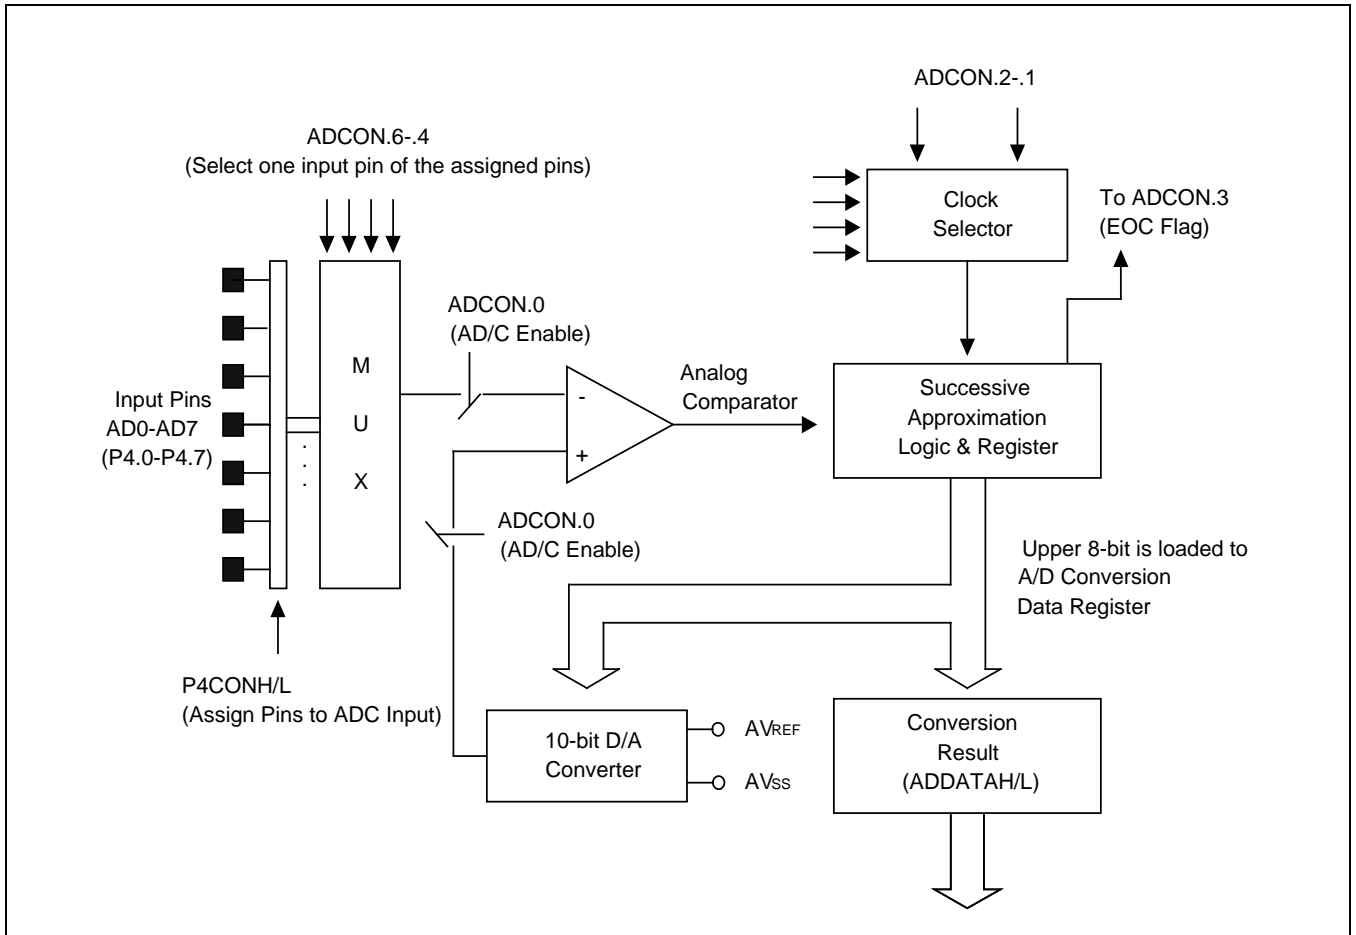 ADCON.2-.1
ADCON.6-.4
(Select one input pin of the assigned pins)
Clock
Selector
To ADCON.3
(EOC Flag)
ADCON.0
(AD/C Enable)
M
U
X
Input Pins
AD0-AD7
(P4.0-P4.7)
.
.
.
-
+
Analog
Comparator
Successive
Approximation
Logic & Register
ADCON.0
(AD/C Enable)
Upper 8-bit is loaded to
A/D Conversion
Data Register
P4CONH/L
(Assign Pins to ADC Input)
10-bit D/A
Converter
AVREF
AVSS
Conversion
Result
(ADDATAH/L)